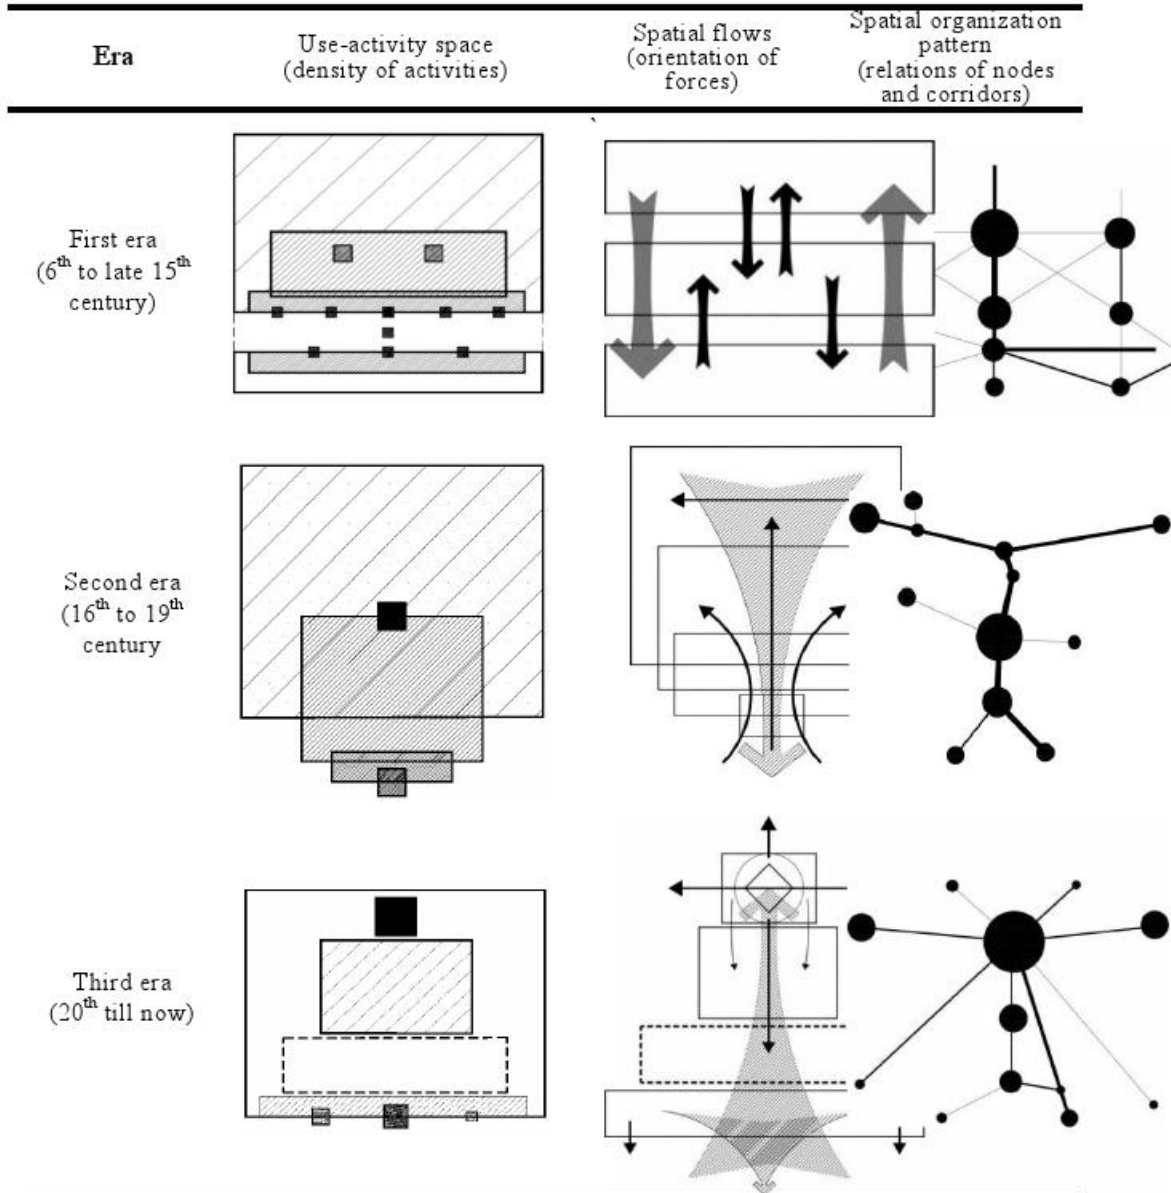 Era
Use-activity space
(density of activities)
Spatial flows
(orientation of
forces)
Spatial organization
pattern
(relations of nodes
and corridors)
First era
(6th to late 15th
century)
Second era
(16th to 19th
century
Third era
(20th till now)